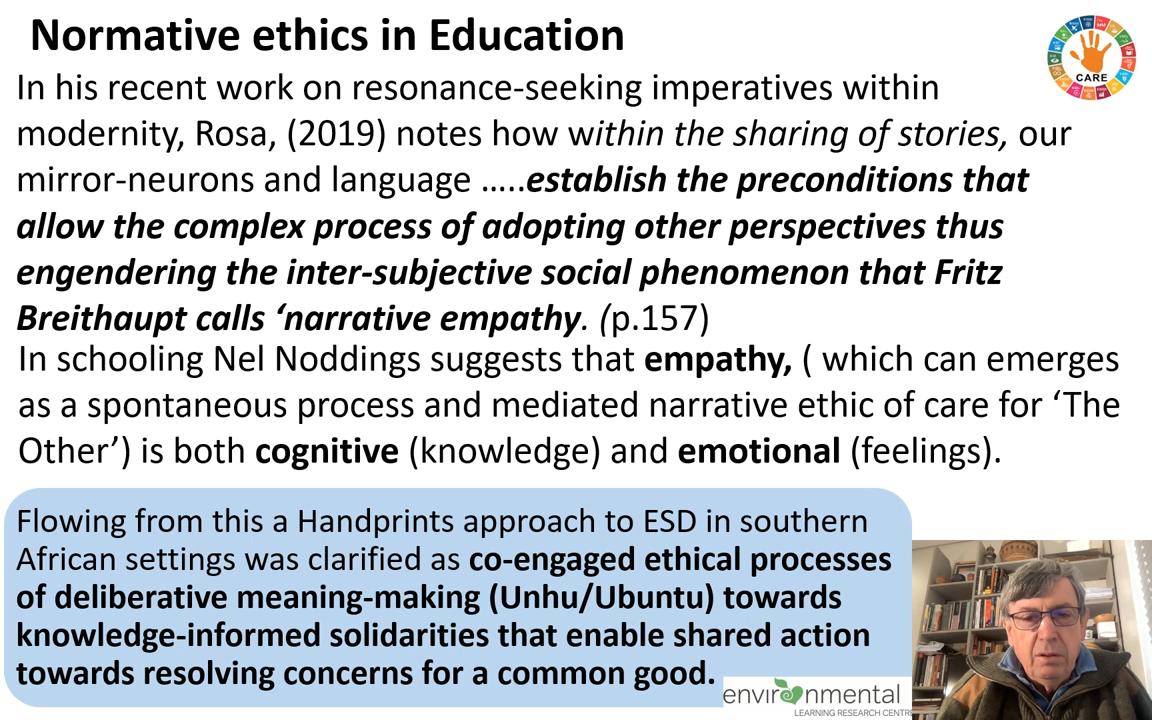 Normative ethics in Education
CARE
In his recent work on resonance-seeking imperatives within
modernity, Rosa, (2019) notes how within the sharing of stories, our
mirror-neurons and language …..establish the preconditions that
allow the complex process of adopting other perspectives thus
engendering the inter-subjective social phenomenon that Fritz
Breithaupt calls ‘narrative empathy. (p.157)
In schooling Nel Noddings suggests that empathy, ( which can emerges
as a spontaneous process and mediated narrative ethic of care for ‘The
Other’) is both cognitive (knowledge) and emotional (feelings).
Flowing from this a Handprints approach to ESD in southern
African settings was clarified as co-engaged ethical processes
of deliberative meaning-making (Unhu/Ubuntu) towards
knowledge-informed solidarities that enable shared action
towards resolving concerns for a common good.
environmental
LEARNING RESEARCH CENTR